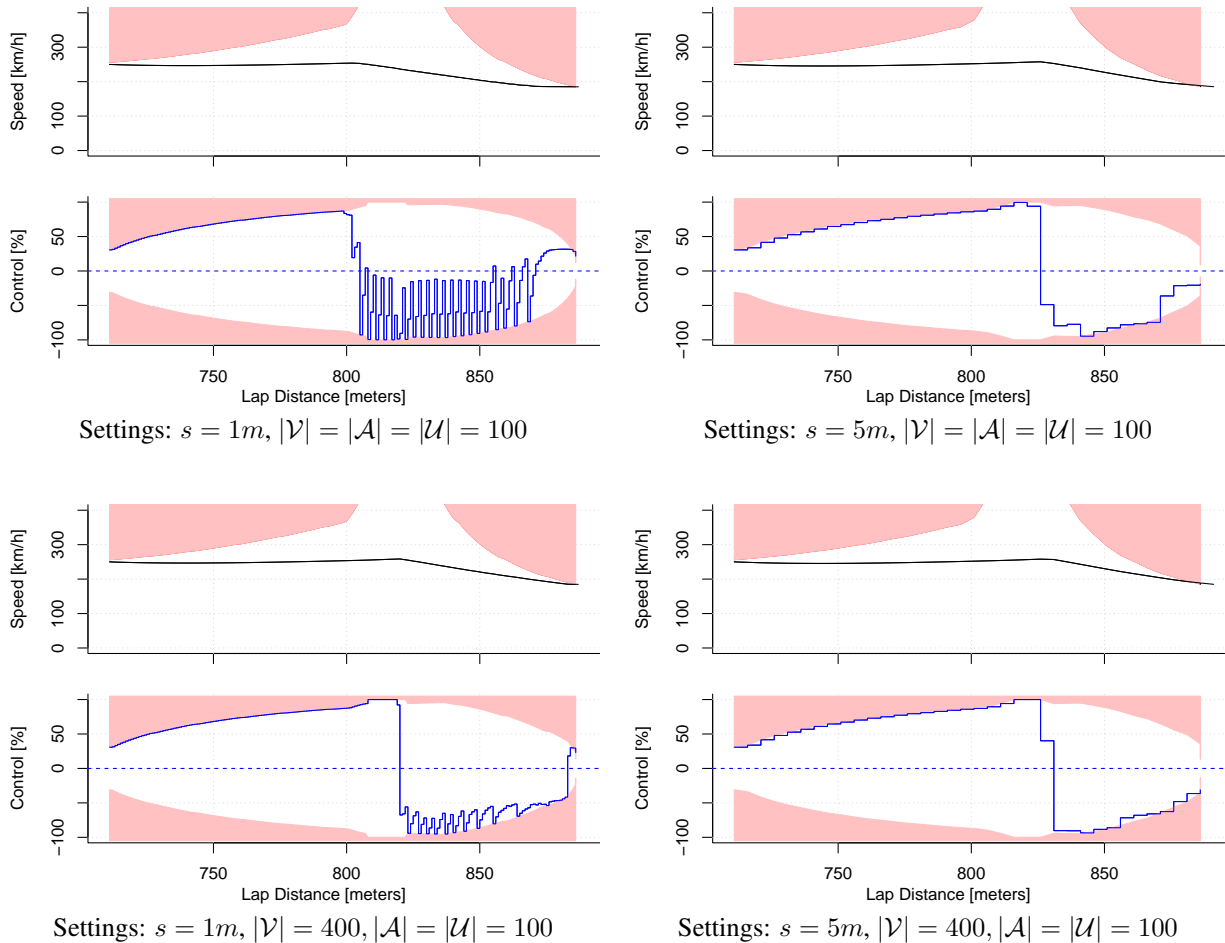 Speed [km/h]
0 100 300
Control [%]
−100 0 50
750 800 850
Lap Distance [meters]
Settings: s = 1m, |V| = |A| = |U| = 100
Speed [km/h]
0 100 300
Control [%]
−100 0 50
750 800 850
Lap Distance [meters]
Settings: s = 5m, |V| = |A| = |U| = 100
Speed [km/h]
0 100 300
Control [%]
−100 0 50
750 800 850
Lap Distance [meters]
Settings: s = 1m, |V| = 400, |A| = |U| = 100
Speed [km/h]
0 100 300
Control [%]
−100 0 50
750 800 850
Lap Distance [meters]
Settings: s = 5m, |V| = 400, |A| = |U| = 100